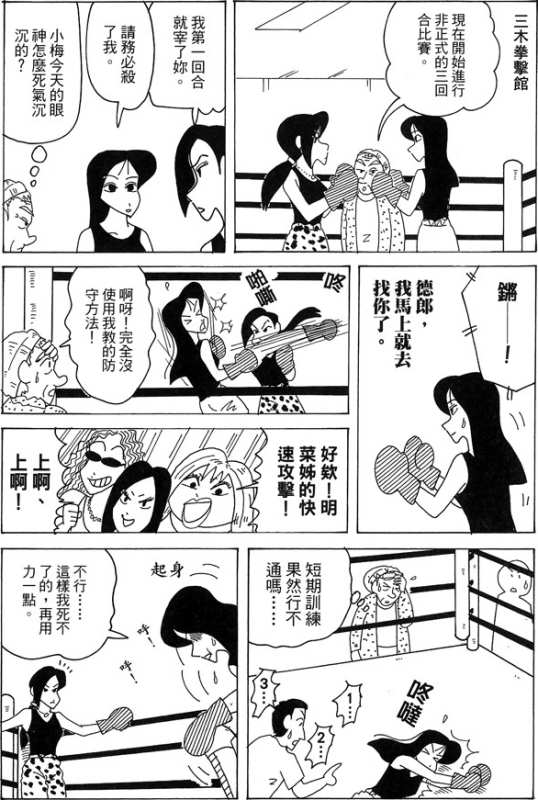 三木拳擊館
現在開始進行
非正式的三回
合比賽。
我第一回合
就宰了妳。
請務必殺
了我。
小梅今天的眼
神怎麼死氣沉
沉的?
鏘——!
德郎,
我馬上就去
找你了。
咚
啊呀!完全沒
使用我教的防
守方法!
好欸!明
菜姊的快
速攻擊!
上啊、
上啊!
短期訓練
果然行不
通嗎……
咚噠
1…
2…
3…
起身
呼!
呼!
不行……
這樣我死不
了的,再用
力一點。